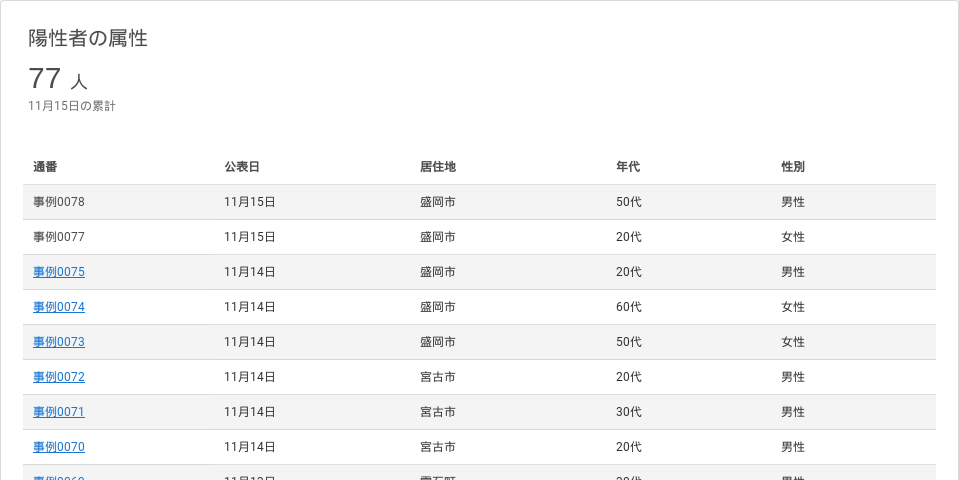 陽性者の属性
77 人
11月15日の累計
通番 公表日 居住地 年代 性別
事例0078 11月15日 盛岡市 50代 男性
事例0077 11月15日 盛岡市 20代 女性
事例0075 11月14日 盛岡市 20代 男性
事例0074 11月14日 盛岡市 60代 女性
事例0073 11月14日 盛岡市 50代 女性
事例0072 11月14日 宮古市 20代 男性
事例0071 11月14日 宮古市 30代 男性
事例0070 11月14日 宮古市 20代 男性